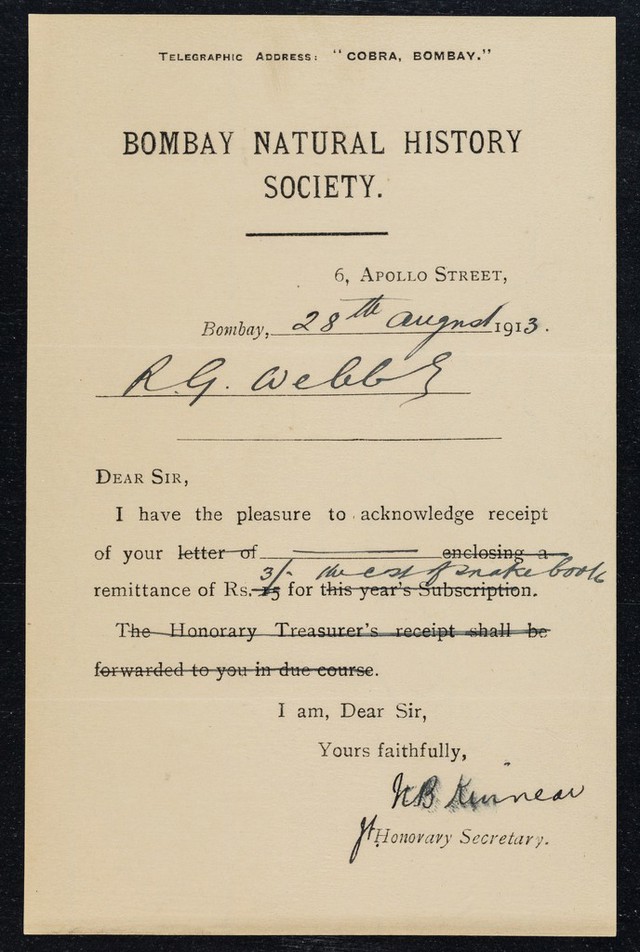 TELEGRAPHIC ADDRESS: "COBRA, BOMBAY."
BOMBAY NATURAL HISTORY
SOCIETY.
6, APOLLO STREET,
Bombay, 28th August 1913.
R. G. Webb
DEAR SIR,
I have the pleasure to acknowledge receipt
of your letter of enclosing a
3/- the cost of snake book
remittance of Rs. 15 for this year's Subscription.
The Honorary Treasurer's receipt shall be
forwarded to you in due course.
I am, Dear Sir,
Yours faithfully,
NB Kinnear
Honorary Secretary.